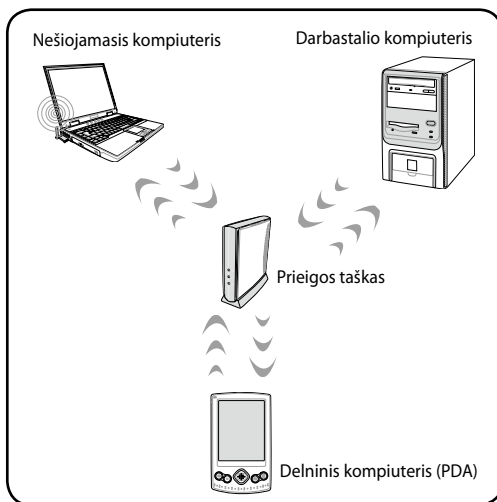 Nešiojamasis kompiuteris
Darbastalio kompiuteris
Prieigos taškas
Delninis kompiuteris (PDA)